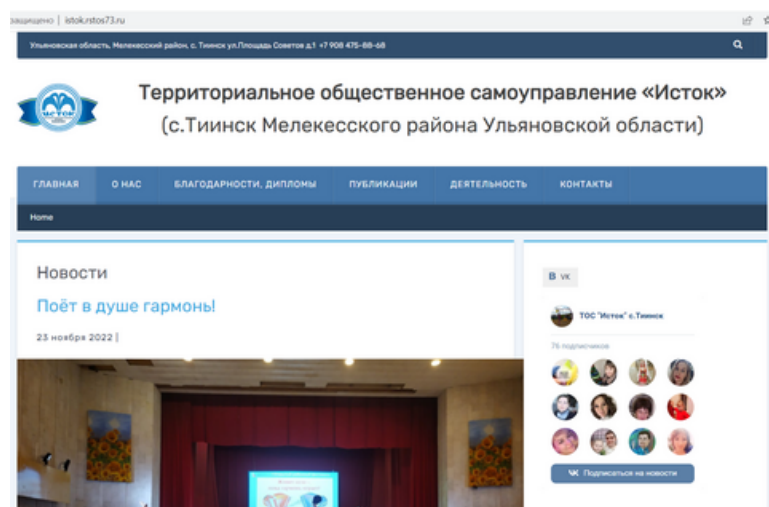 защищено | istok.rstos73.ru
Ульяновская область, Мелекесский район, с. Тиинск ул.Площадь Советов д.1 +7 908 475-88-68
Территориальное общественное самоуправление «Исток»
(с.Тиинск Мелекесского района Ульяновской области)
ИСТОК
ГЛАВНАЯ О НАС БЛАГОДАРНОСТИ, ДИПЛОМЫ ПУБЛИКАЦИИ ДЕЯТЕЛЬНОСТЬ КОНТАКТЫ
Home
Новости
Поёт в душе гармонь!
23 ноября 2022 |
В VK
ТОС "Исток" с.Тиинск
76 подписчиков
Подписаться на новости